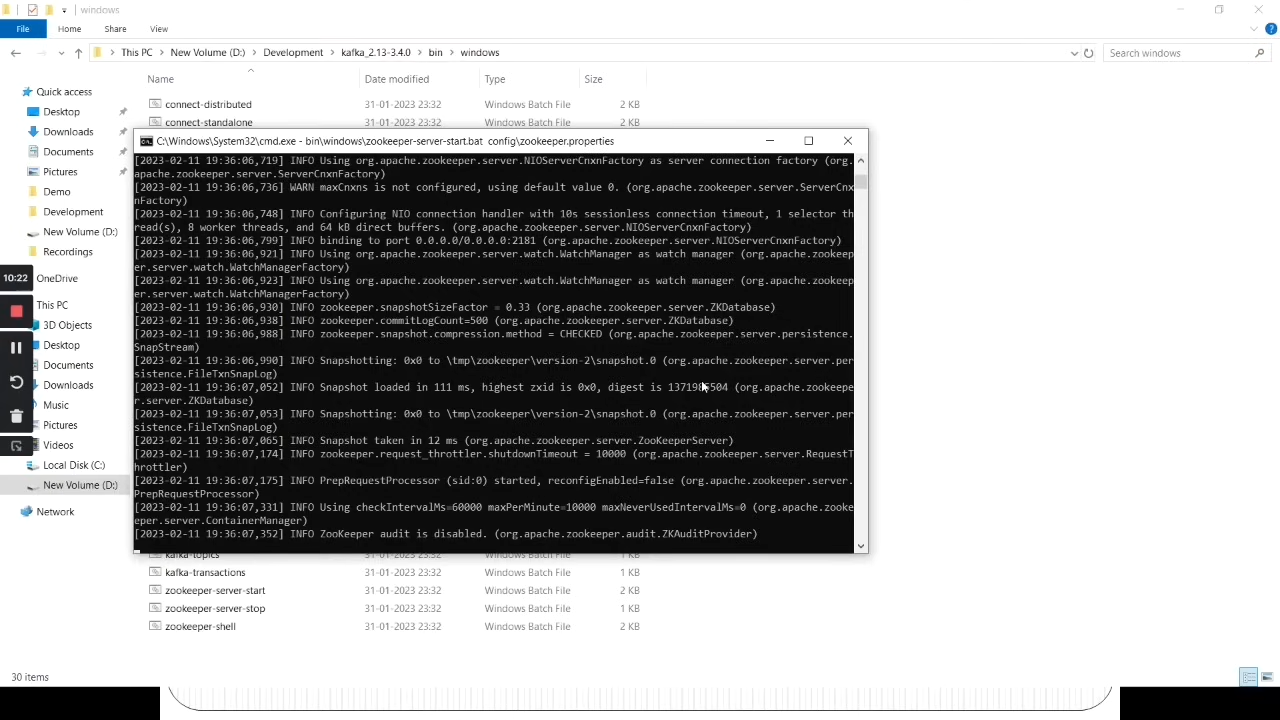 windows
File
Home
Share
View
This PC
New Volume (D:)
Development
kafka_2.13-3.4.0
bin
windows
Search windows
Name
Date modified
Type
Size
Quick access
Desktop
Downloads
Documents
Pictures
Demo
Development
New Volume (D:)
Recordings
OneDrive
This PC
3D Objects
Desktop
Documents
Downloads
Music
Pictures
Videos
Local Disk (C:)
New Volume (D:)
Network
10:22
connect-distributed 31-01-2023 23:32 Windows Batch File 2 KB
connect-standalone 31-01-2023 23:32 Windows Batch File 2 KB
C:\Windows\System32\cmd.exe - bin\windows\zookeeper-server-start.bat config\zookeeper.properties
[2023-02-11 19:36:06,719] INFO Using org.apache.zookeeper.server.NIOServerCnxnFactory as server connection factory (org.
apache.zookeeper.server.ServerCnxnFactory)
[2023-02-11 19:36:06,736] WARN maxCnxns is not configured, using default value 0. (org.apache.zookeeper.server.ServerCnx
nFactory)
[2023-02-11 19:36:06,748] INFO Configuring NIO connection handler with 10s sessionless connection timeout, 1 selector th
read(s), 8 worker threads, and 64 kB direct buffers. (org.apache.zookeeper.server.NIOServerCnxnFactory)
[2023-02-11 19:36:06,799] INFO binding to port 0.0.0.0/0.0.0.0:2181 (org.apache.zookeeper.server.NIOServerCnxnFactory)
[2023-02-11 19:36:06,921] INFO Using org.apache.zookeeper.server.watch.WatchManager as watch manager (org.apache.zookeep
er.server.watch.WatchManagerFactory)
[2023-02-11 19:36:06,923] INFO Using org.apache.zookeeper.server.watch.WatchManager as watch manager (org.apache.zookeep
er.server.watch.WatchManagerFactory)
[2023-02-11 19:36:06,930] INFO zookeeper.snapshotSizeFactor = 0.33 (org.apache.zookeeper.server.ZKDatabase)
[2023-02-11 19:36:06,938] INFO zookeeper.commitLogCount=500 (org.apache.zookeeper.server.ZKDatabase)
[2023-02-11 19:36:06,988] INFO zookeeper.snapshot.compression.method = CHECKED (org.apache.zookeeper.server.persistence.
SnapStream)
[2023-02-11 19:36:06,990] INFO Snapshotting: 0x0 to \tmp\zookeeper\version-2\snapshot.0 (org.apache.zookeeper.server.per
sistence.FileTxnSnapLog)
[2023-02-11 19:36:07,052] INFO Snapshot loaded in 111 ms, highest zxid is 0x0, digest is (org.apache.zookeepe
r.server.ZKDatabase)
[2023-02-11 19:36:07,053] INFO Snapshotting: 0x0 to \tmp\zookeeper\version-2\snapshot.0 (org.apache.zookeeper.server.per
sistence.FileTxnSnapLog)
[2023-02-11 19:36:07,065] INFO Snapshot taken in 12 ms (org.apache.zookeeper.server.ZooKeeperServer)
[2023-02-11 19:36:07,174] INFO zookeeper.request_throttler.shutdownTimeout = 10000 (org.apache.zookeeper.server.RequestT
hrottler)
[2023-02-11 19:36:07,175] INFO PrepRequestProcessor (sid:0) started, reconfigEnabled=false (org.apache.zookeeper.server.
PrepRequestProcessor)
[2023-02-11 19:36:07,331] INFO Using checkIntervalMs=60000 maxPerMinute=10000 maxNeverUsedIntervalMs=0 (org.apache.zooke
eper.server.ContainerManager)
[2023-02-11 19:36:07,352] INFO ZooKeeper audit is disabled. (org.apache.zookeeper.audit.ZKAuditProvider)
kafka-topics 31-01-2023 23:32 Windows Batch File 1 KB
kafka-transactions 31-01-2023 23:32 Windows Batch File 1 KB
zookeeper-server-start 31-01-2023 23:32 Windows Batch File 2 KB
zookeeper-server-stop 31-01-2023 23:32 Windows Batch File 1 KB
zookeeper-shell 31-01-2023 23:32 Windows Batch File 2 KB
30 items